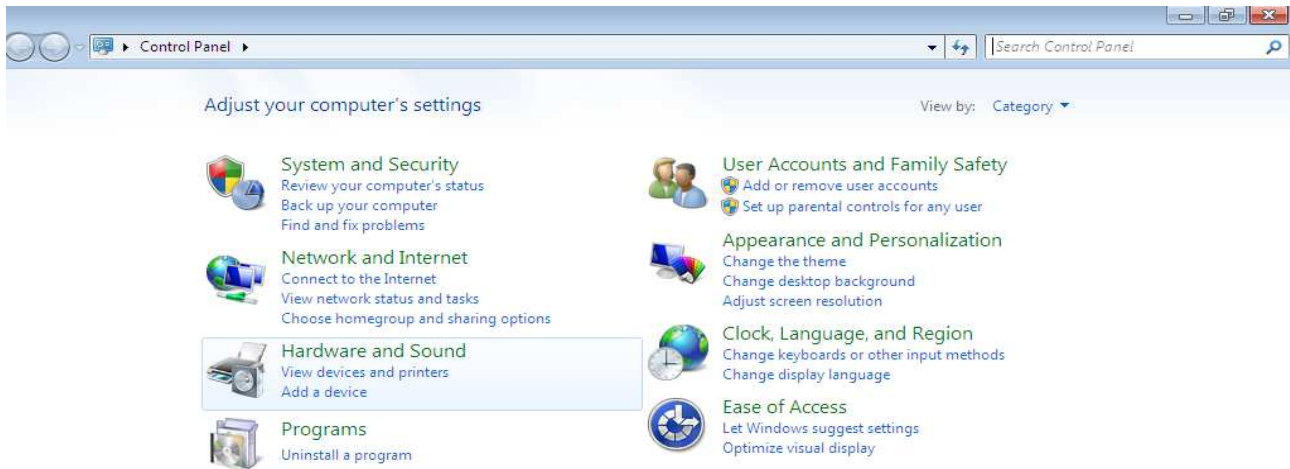 Control Panel
Search Control Panel
Adjust your computer's settings
View by: Category
System and Security
Review your computer's status
Back up your computer
Find and fix problems
Network and Internet
Connect to the Internet
View network status and tasks
Choose homegroup and sharing options
Hardware and Sound
View devices and printers
Add a device
Programs
Uninstall a program
User Accounts and Family Safety
Add or remove user accounts
Set up parental controls for any user
Appearance and Personalization
Change the theme
Change desktop background
Adjust screen resolution
Clock, Language, and Region
Change keyboards or other input methods
Change display language
Ease of Access
Let Windows suggest settings
Optimize visual display